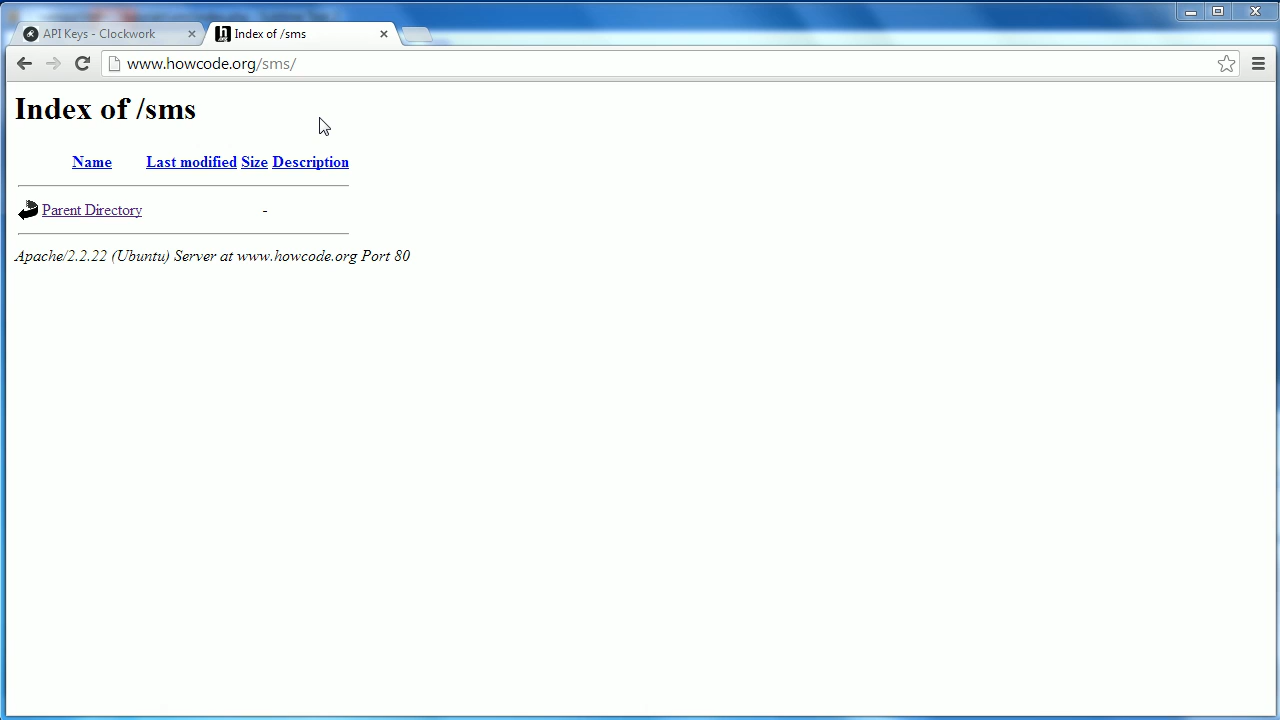 API Keys - Clockwork
Index of /sms
www.howcode.org/sms/
Index of /sms
Name Last modified Size Description
Parent Directory -
Apache/2.2.22 (Ubuntu) Server at www.howcode.org Port 80